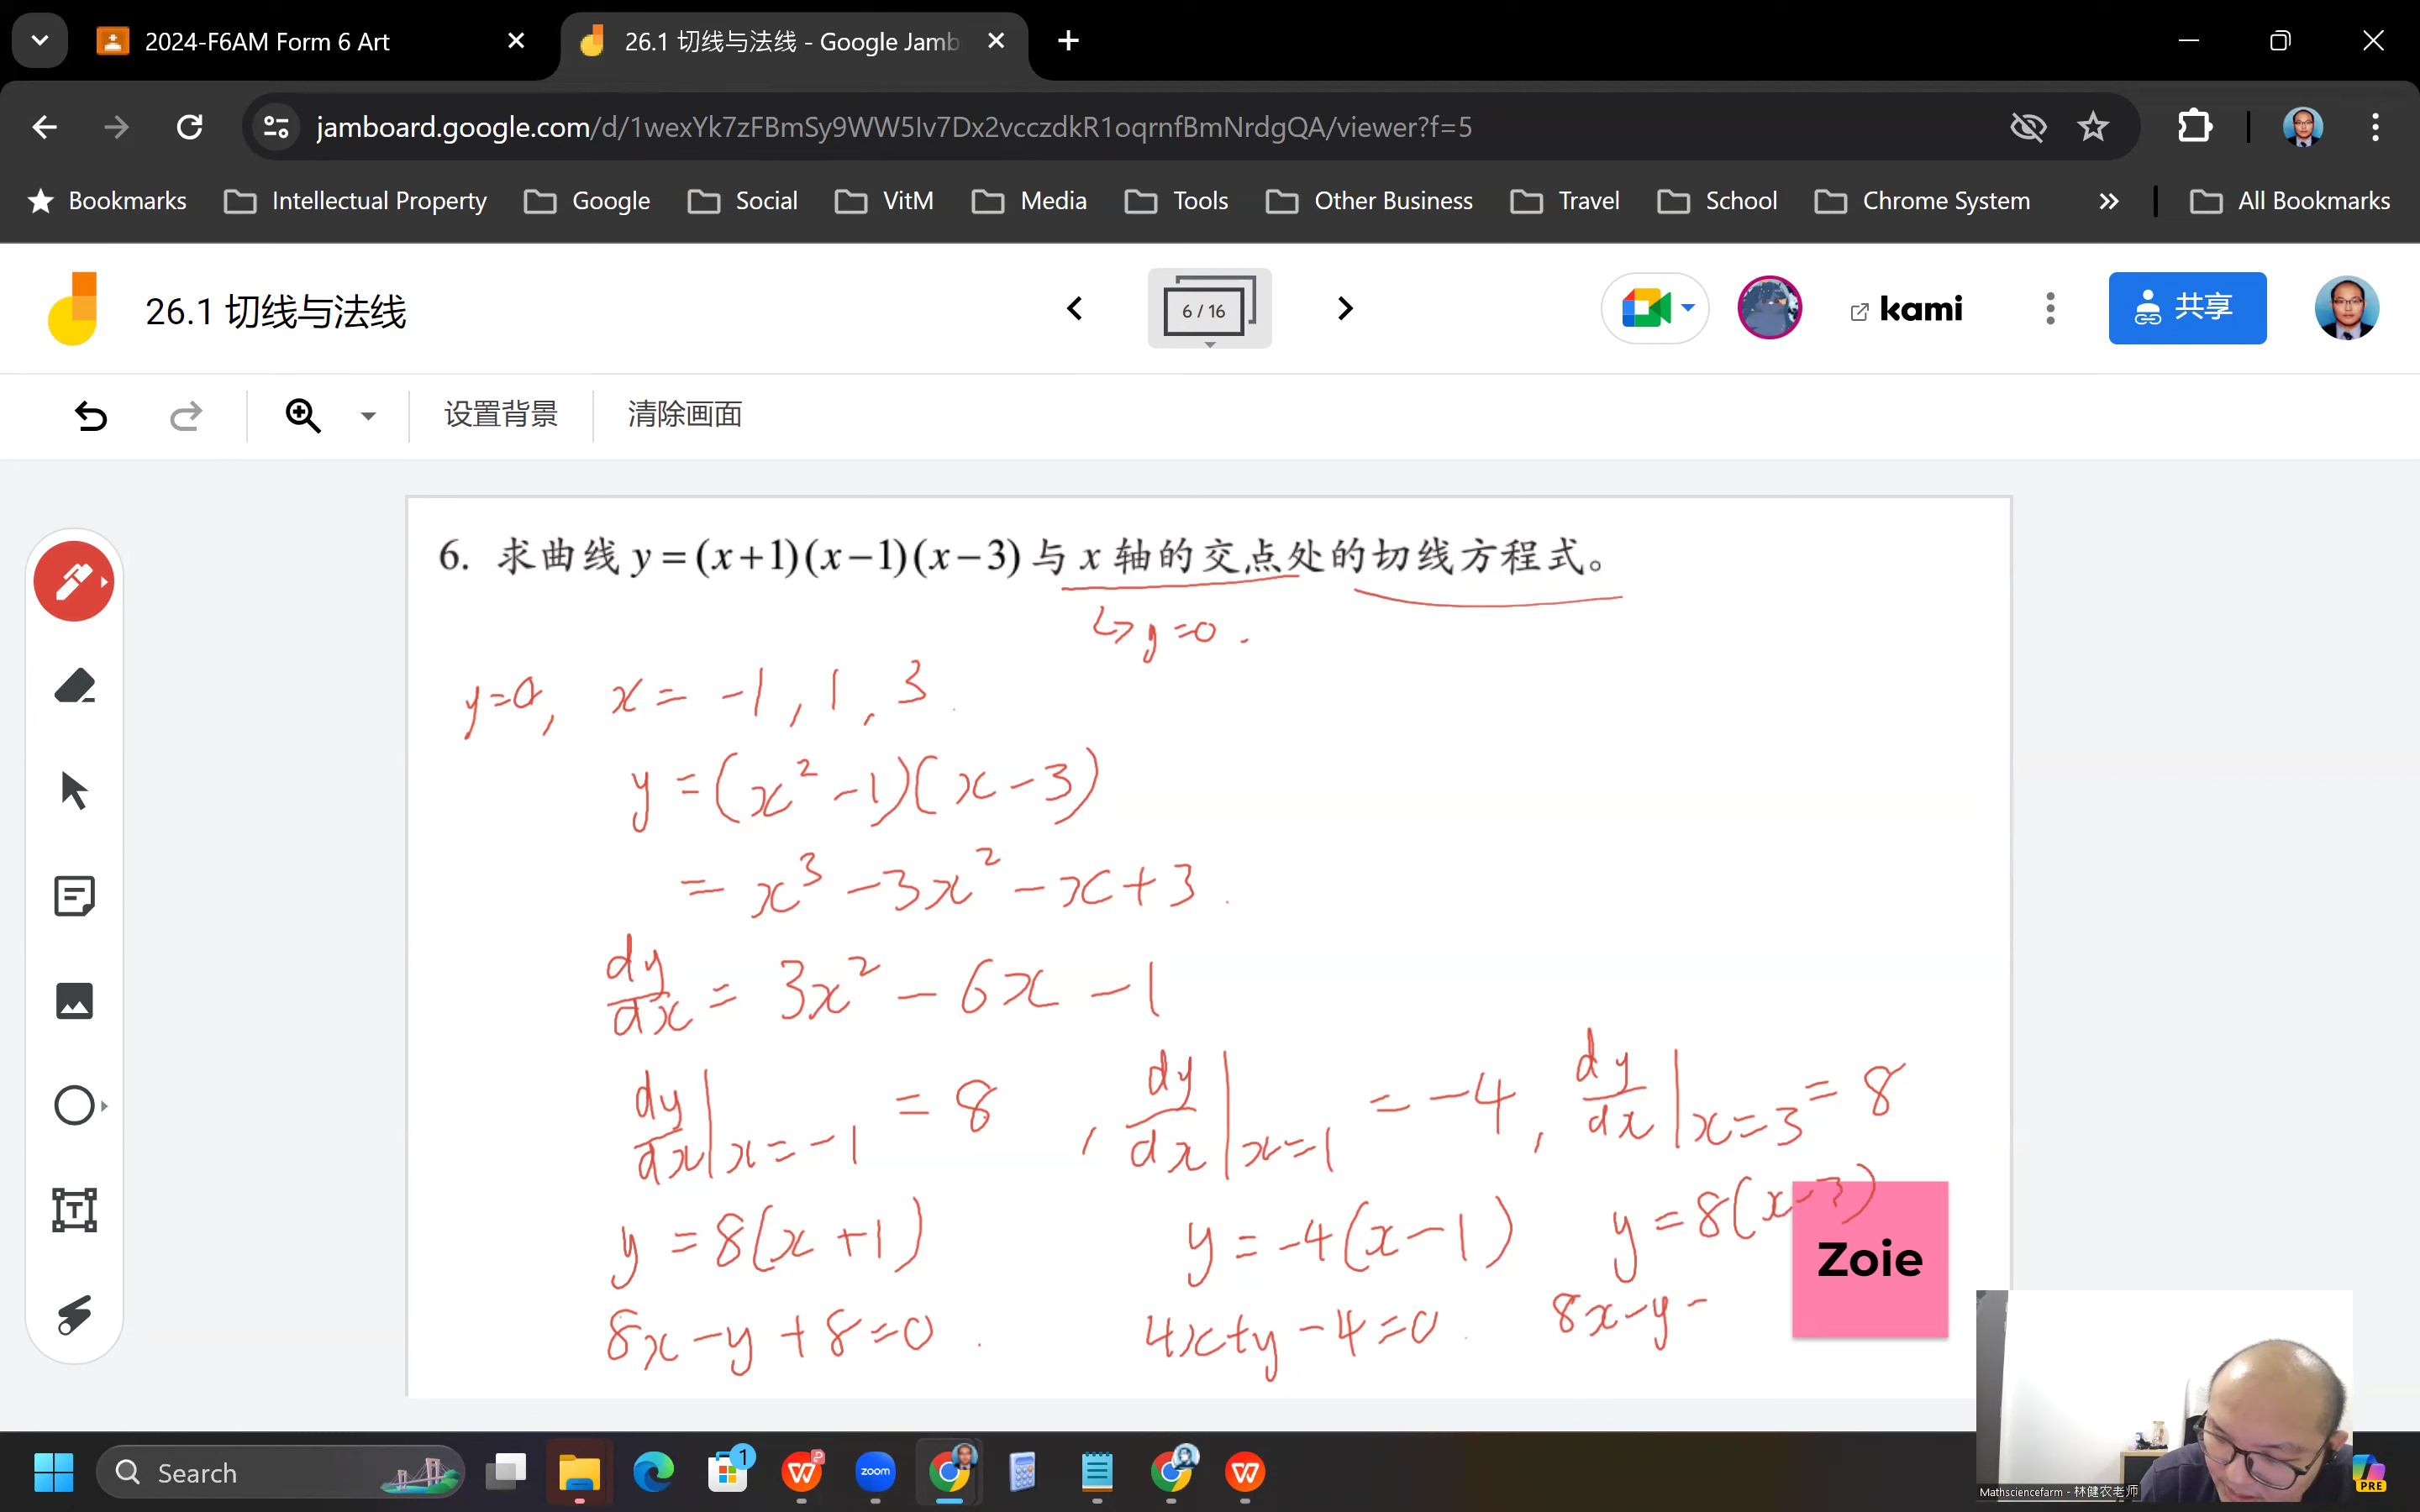 2024-F6AM Form 6 Art
26.1 切线与法线 - Google Jamb
jamboard.google.com/d/1wexYk7zFBmSy9WW5Iv7Dx2vcczdkR1oqrnfBmNrdgQA/viewer?f=5
Bookmarks Intellectual Property Google Social VitM Media Tools Other Business Travel School Chrome System All Bookmarks
26.1 切线与法线
6 / 16
kami
共享
设置背景 清除画面
6. 求曲线 y=(x+1)(x−1)(x−3) 与 x 轴的交点处的切线方程式。
↳ y=0.
y=0, x = -1, 1, 3
y = (x² - 1)(x - 3)
= x³ - 3x² - x + 3.
dy/dx = 3x² - 6x - 1
dy/dx|x=-1 = 8, dy/dx|x=1 = -4, dy/dx|x=3 = 8
y = 8(x+1) y = -4(x-1) y = 8(x-3)
Zoie
8x - y + 8 = 0. 4x + y - 4 = 0. 8x - y -
Search
1
zoom
PRE
Mathsciencefarm - 林健农老师